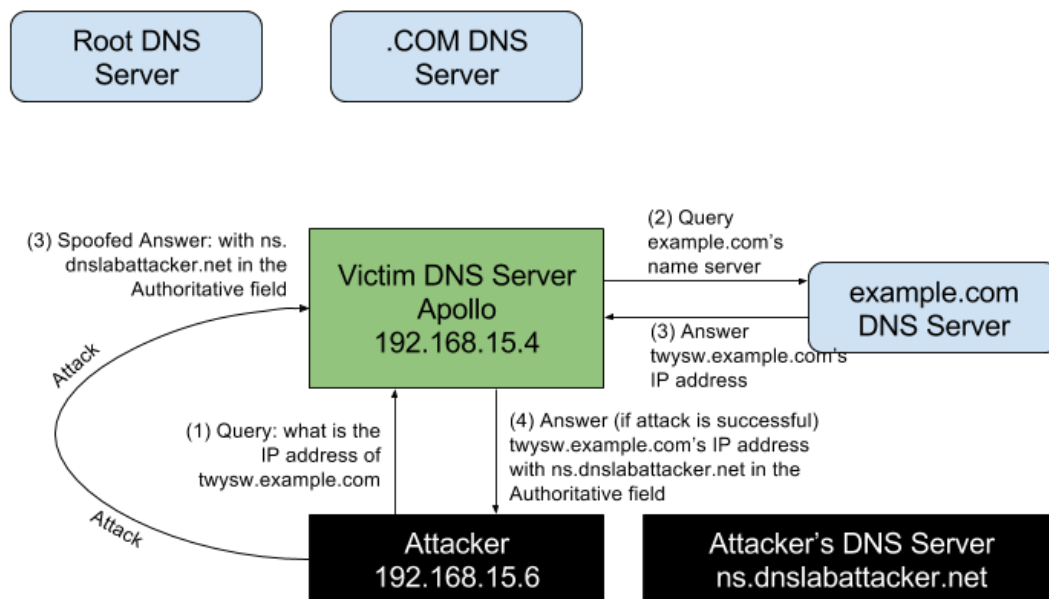 Root DNS
Server
.COM DNS
Server
(3) Spoofed Answer: with ns.
dnslabattacker.net in the
Authoritative field
Victim DNS Server
Apollo
192.168.15.4
(2) Query
example.com's
name server
example.com
DNS Server
(3) Answer
twysw.example.com's
IP address
Attack
(1) Query: what is the
IP address of
twysw.example.com
(4) Answer (if attack is successful)
twysw.example.com's IP address
with ns.dnslabattacker.net in the
Authoritative field
Attack
Attacker
192.168.15.6
Attacker's DNS Server
ns.dnslabattacker.net